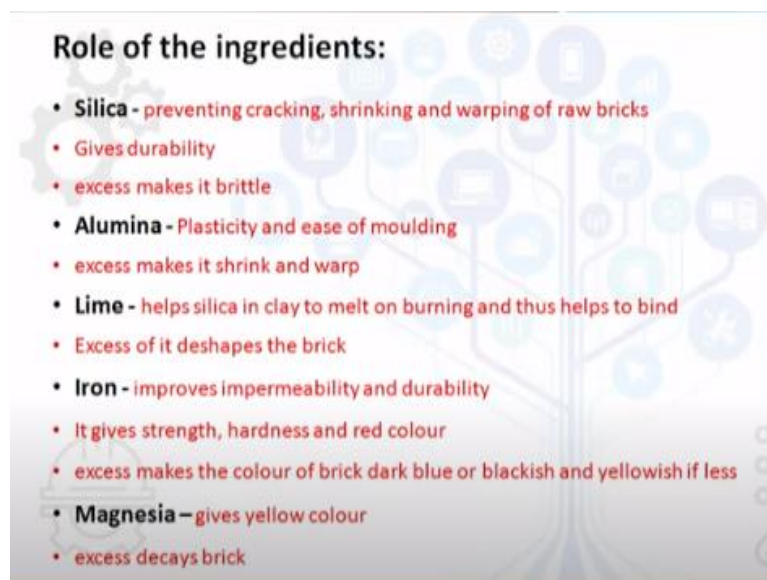 Role of the ingredients:
• Silica - preventing cracking, shrinking and warping of raw bricks
• Gives durability
• excess makes it brittle
• Alumina - Plasticity and ease of moulding
• excess makes it shrink and warp
• Lime - helps silica in clay to melt on burning and thus helps to bind
• Excess of it deshapes the brick
• Iron - improves impermeability and durability
• It gives strength, hardness and red colour
• excess makes the colour of brick dark blue or blackish and yellowish if less
• Magnesia – gives yellow colour
• excess decays brick